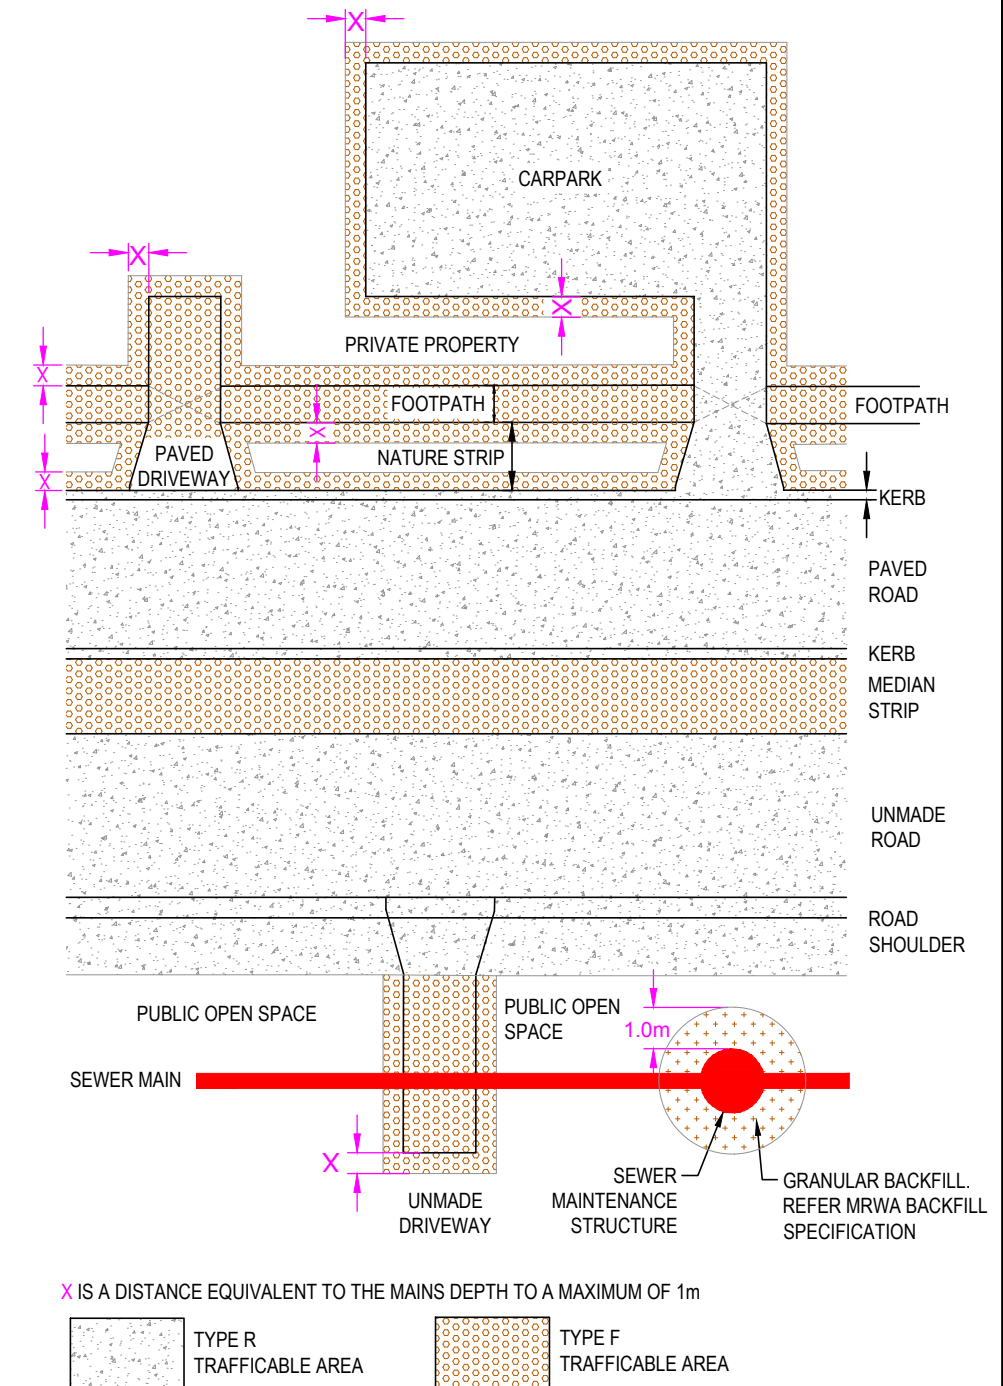 X
CARPARK
X
X
PRIVATE PROPERTY
X
FOOTPATH
FOOTPATH
X
NATURE STRIP
PAVED
DRIVEWAY
X
KERB
PAVED
ROAD
KERB
MEDIAN
STRIP
UNMADE
ROAD
ROAD
SHOULDER
PUBLIC OPEN SPACE
PUBLIC OPEN
SPACE
1.0m
SEWER MAIN
X
SEWER
MAINTENANCE
STRUCTURE
GRANULAR BACKFILL.
REFER MRWA BACKFILL
SPECIFICATION
UNMADE
DRIVEWAY
X IS A DISTANCE EQUIVALENT TO THE MAINS DEPTH TO A MAXIMUM OF 1m
TYPE R
TRAFFICABLE AREA
TYPE F
TRAFFICABLE AREA